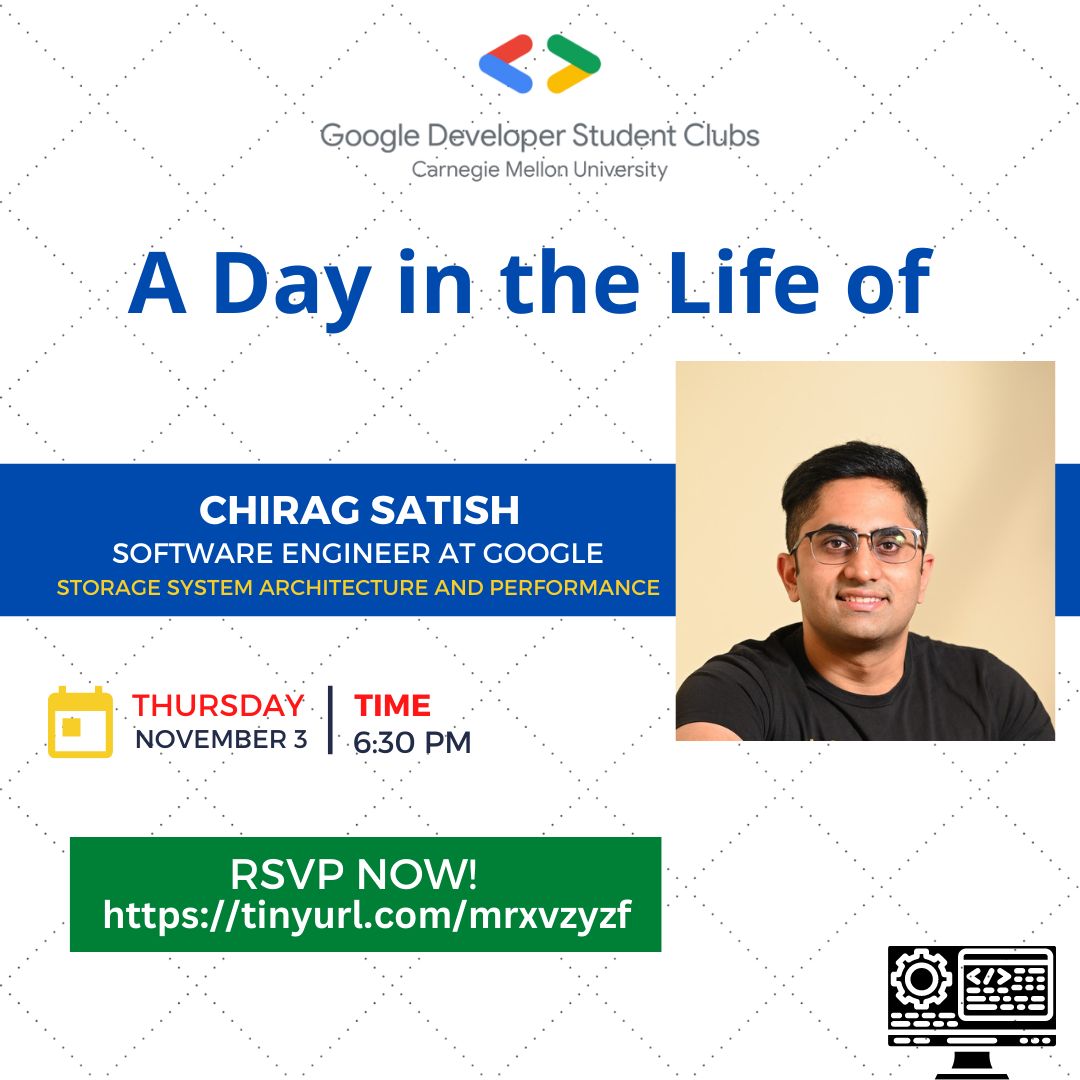 Google Developer Student Clubs
Carnegie Mellon University
A Day in the Life of
CHIRAG SATISH
SOFTWARE ENGINEER AT GOOGLE
STORAGE SYSTEM ARCHITECTURE AND PERFORMANCE
THURSDAY
NOVEMBER 3
TIME
6:30 PM
RSVP NOW!
https://tinyurl.com/mrxvzyzf